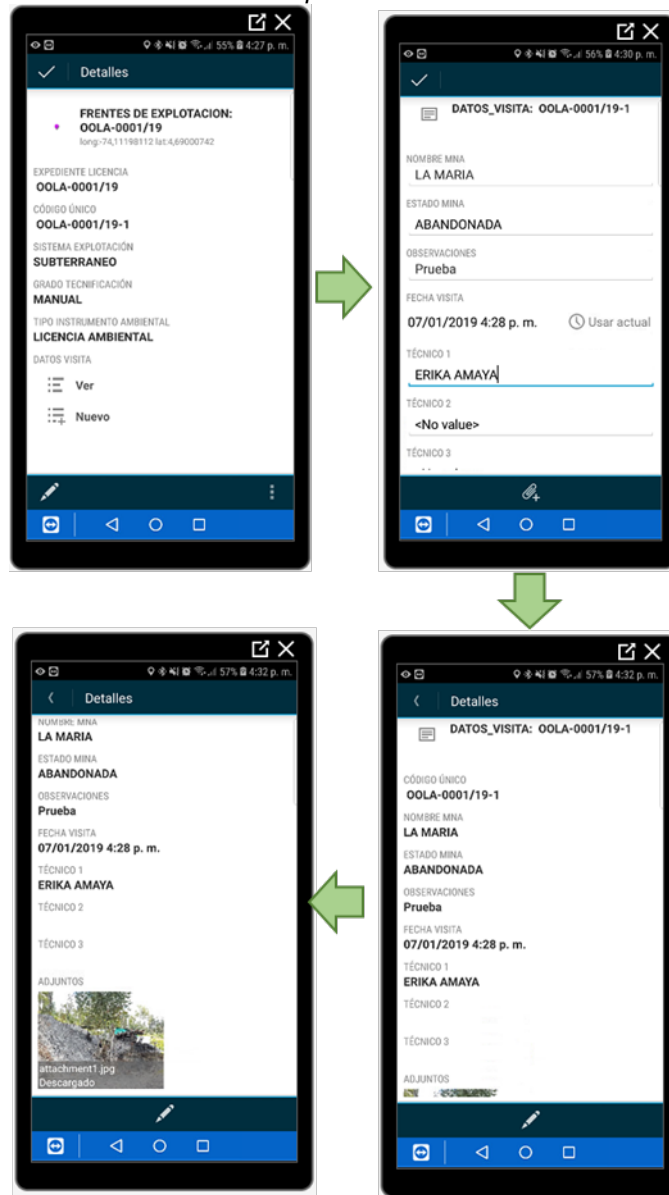 55% 4:27 p. m.
Detalles
FRENTES DE EXPLOTACION:
OOLA-0001/19
long:-74,11198112 lat:4,69000742
EXPEDIENTE LICENCIA
OOLA-0001/19
CÓDIGO ÚNICO
OOLA-0001/19-1
SISTEMA EXPLOTACIÓN
SUBTERRANEO
GRADO TECNIFICACIÓN
MANUAL
TIPO INSTRUMENTO AMBIENTAL
LICENCIA AMBIENTAL
DATOS VISITA
Ver
Nuevo
56% 4:30 p. m.
DATOS_VISITA: OOLA-0001/19-1
NOMBRE MNA
LA MARIA
ESTADO MINA
ABANDONADA
OBSERVACIONES
Prueba
FECHA VISITA
07/01/2019 4:28 p. m. Usar actual
TÉCNICO 1
ERIKA AMAYA
TÉCNICO 2
<No value>
TÉCNICO 3
57% 4:32 p. m.
Detalles
DATOS_VISITA: OOLA-0001/19-1
CÓDIGO ÚNICO
OOLA-0001/19-1
NOMBRE MNA
LA MARIA
ESTADO MINA
ABANDONADA
OBSERVACIONES
Prueba
FECHA VISITA
07/01/2019 4:28 p. m.
TÉCNICO 1
ERIKA AMAYA
TÉCNICO 2
TÉCNICO 3
ADJUNTOS
57% 4:32 p. m.
Detalles
NOMBRE MNA
LA MARIA
ESTADO MINA
ABANDONADA
OBSERVACIONES
Prueba
FECHA VISITA
07/01/2019 4:28 p. m.
TÉCNICO 1
ERIKA AMAYA
TÉCNICO 2
TÉCNICO 3
ADJUNTOS
attachment1.jpg
Descargado